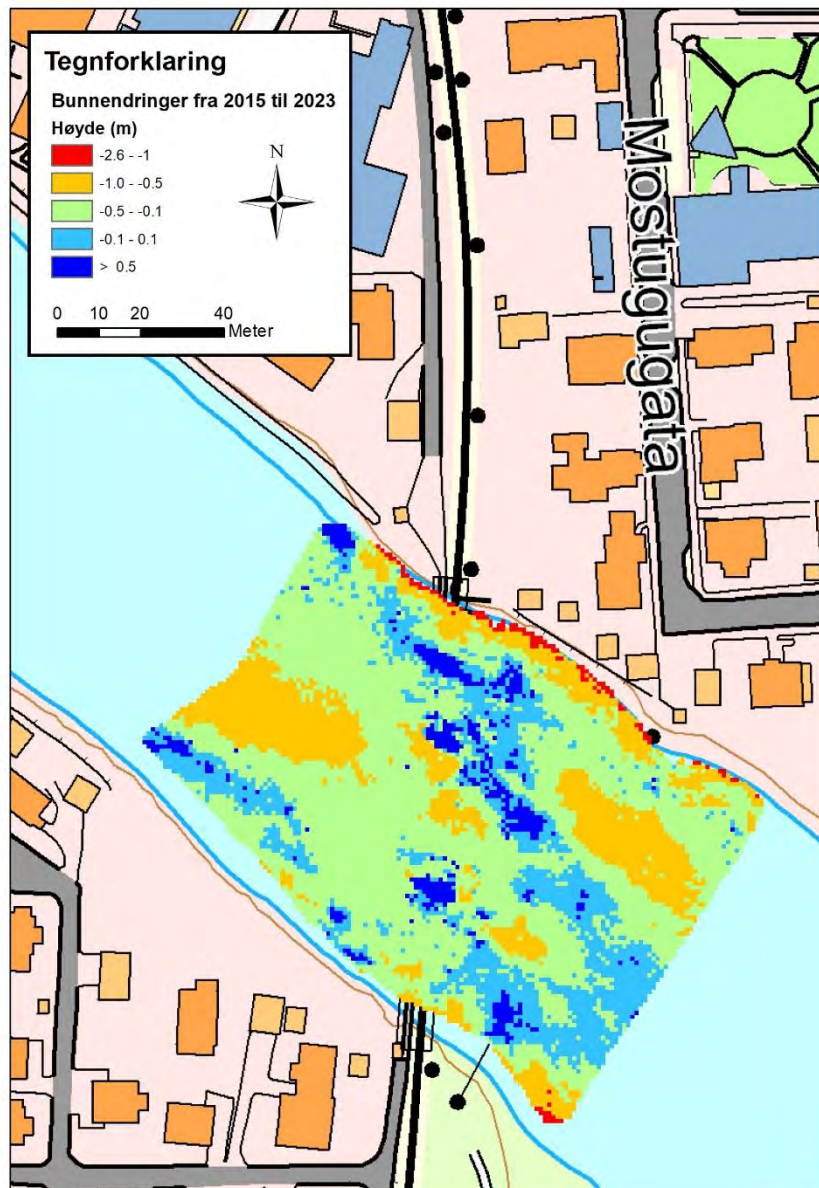 Tegnforklaring
Bunnendringer fra 2015 til 2023
Høyde (m)
-2.6 - -1
-1.0 - -0.5
-0.5 - -0.1
-0.1 - 0.1
> 0.5
N
0 10 20 40
Meter
Mostugugata